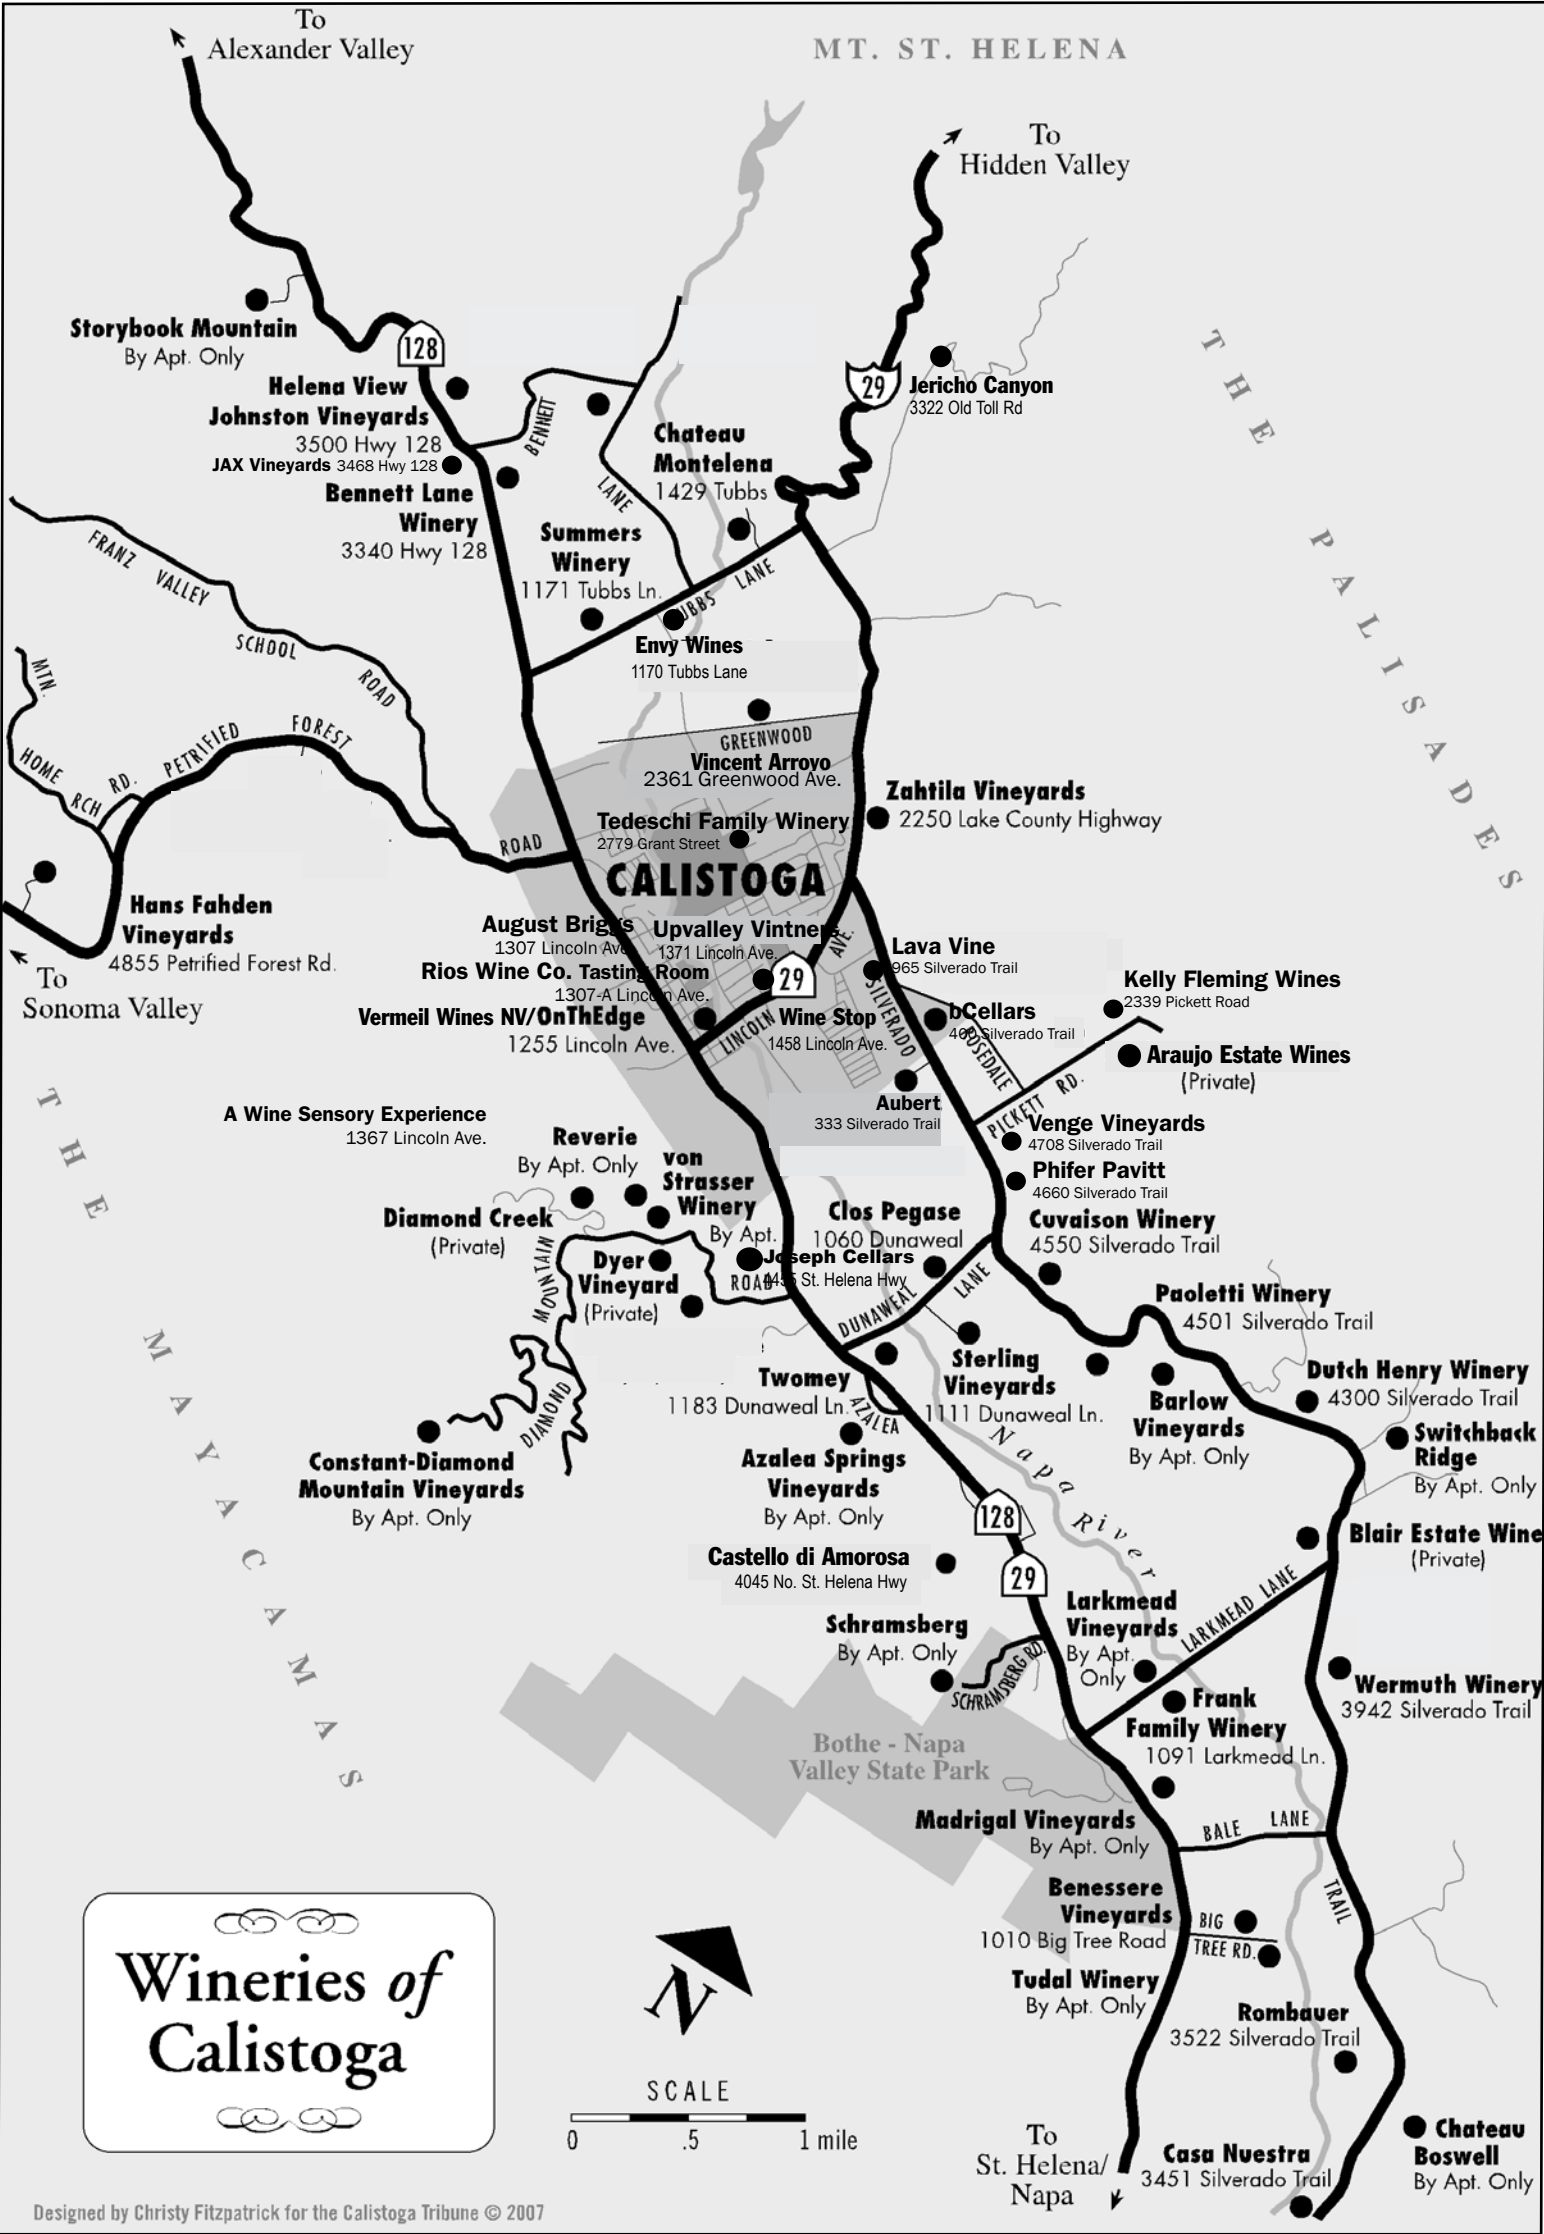 To
Alexander Valley
MT. ST. HELENA
To
Hidden Valley
Storybook Mountain
By Apt. Only
128
Helena View
Johnston Vineyards
3500 Hwy 128
JAX Vineyards 3468 Hwy 128
Bennett Lane
Winery
3340 Hwy 128
BENNETT
LANE
29
Jericho Canyon
3322 Old Toll Rd
THE PALISADES
Chateau
Montelena
1429 Tubbs
Summers
Winery
1171 Tubbs Ln.
TUBBS LANE
Envy Wines
1170 Tubbs Lane
FRANZ VALLEY
SCHOOL
ROAD
MTN.
HOME
RCH
RD.
PETRIFIED FOREST
ROAD
GREENWOOD
Vincent Arroyo
2361 Greenwood Ave.
Zahtila Vineyards
2250 Lake County Highway
Tedeschi Family Winery
2779 Grant Street
CALISTOGA
Hans Fahden
Vineyards
4855 Petrified Forest Rd.
To
Sonoma Valley
August Briggs
1307 Lincoln Ave.
Upvalley Vintners
1371 Lincoln Ave.
AVE.
Rios Wine Co. Tasting Room
1307-A Lincoln Ave.
29
Vermeil Wines NV/OnThEdge
1255 Lincoln Ave.
LINCOLN
Wine Stop
1458 Lincoln Ave.
Lava Vine
965 Silverado Trail
SILVERADO
bCellars
400 Silverado Trail
ROSEDALE
Kelly Fleming Wines
2339 Pickett Road
Araujo Estate Wines
(Private)
PICKETT RD.
Aubert
333 Silverado Trail
Venge Vineyards
4708 Silverado Trail
Phifer Pavitt
4660 Silverado Trail
THE MAYACAMAS
A Wine Sensory Experience
1367 Lincoln Ave.
Reverie
By Apt. Only
von
Strasser
Winery
By Apt.
Diamond Creek
(Private)
Clos Pegase
1060 Dunaweal
Cuvaison Winery
4550 Silverado Trail
Joseph Cellars
4455 St. Helena Hwy
Dyer
Vineyard
(Private)
ROAD
MOUNTAIN
DIAMOND
DUNAWEAL LANE
Paoletti Winery
4501 Silverado Trail
Twomey
1183 Dunaweal Ln.
AZALEA
Sterling
Vineyards
1111 Dunaweal Ln.
Dutch Henry Winery
4300 Silverado Trail
Barlow
Vineyards
By Apt. Only
Switchback
Ridge
By Apt. Only
Constant-Diamond
Mountain Vineyards
By Apt. Only
Azalea Springs
Vineyards
By Apt. Only
Napa River
128
Blair Estate Wine
(Private)
Castello di Amorosa
4045 No. St. Helena Hwy
29
LARKMEAD LANE
Larkmead
Vineyards
By Apt.
Only
Schramsberg
By Apt. Only
SCHRAMSBERG RD.
Wermuth Winery
3942 Silverado Trail
Frank
Family Winery
1091 Larkmead Ln.
Bothe - Napa
Valley State Park
Madrigal Vineyards
By Apt. Only
BALE LANE
TRAIL
Benessere
Vineyards
1010 Big Tree Road
BIG
TREE RD.
Tudal Winery
By Apt. Only
Rombauer
3522 Silverado Trail
Wineries of
Calistoga
N
SCALE
0 .5 1 mile
To
St. Helena/
Napa
Casa Nuestra
3451 Silverado Trail
Chateau
Boswell
By Apt. Only
Designed by Christy Fitzpatrick for the Calistoga Tribune © 2007